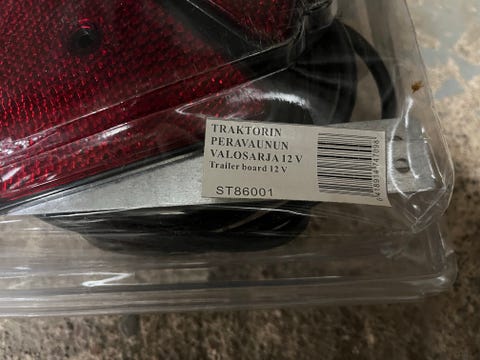 TRAKTORIN
PERAVAUNUN
VALOSARJA 12 V
Trailer board 12 V
ST86001